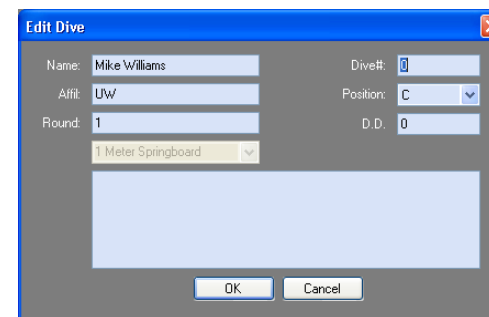 Edit Dive
Name: Mike Williams Dive#: 0
Affil: UW Position: C
Round: 1 D.D. 0
1 Meter Springboard
OK Cancel